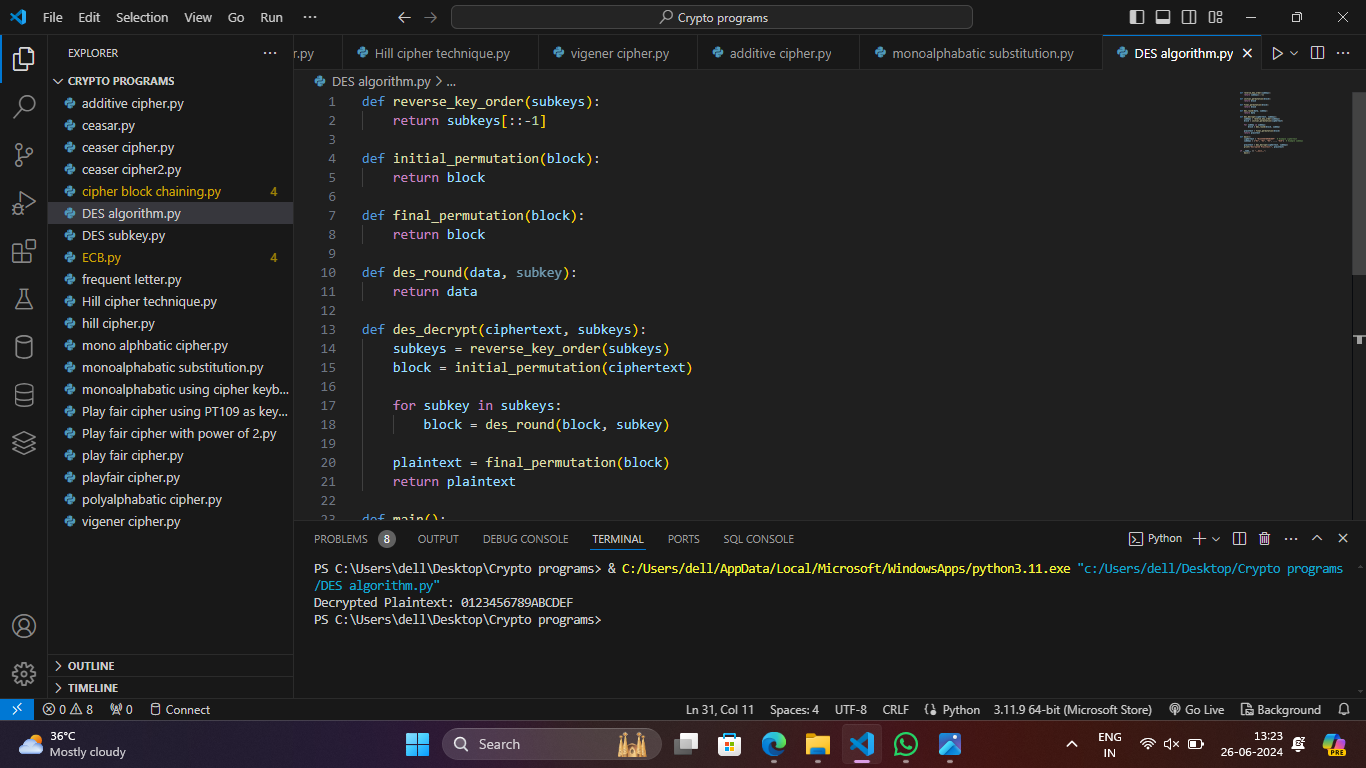 File Edit Selection View Go Run ··· Crypto programs
EXPLORER ···
CRYPTO PROGRAMS
additive cipher.py
ceasar.py
ceaser cipher.py
ceaser cipher2.py
cipher block chaining.py 4
DES algorithm.py
DES subkey.py
ECB.py 4
frequent letter.py
Hill cipher technique.py
hill cipher.py
mono alphbatic cipher.py
monoalphabatic substitution.py
monoalphabatic using cipher keyb...
Play fair cipher using PT109 as key...
Play fair cipher with power of 2.py
play fair cipher.py
playfair cipher.py
polyalphabatic cipher.py
vigener cipher.py
OUTLINE
TIMELINE
r.py Hill cipher technique.py vigener cipher.py additive cipher.py monoalphabatic substitution.py DES algorithm.py
DES algorithm.py > ...
1 def reverse_key_order(subkeys):
2 return subkeys[::-1]
3
4 def initial_permutation(block):
5 return block
6
7 def final_permutation(block):
8 return block
9
10 def des_round(data, subkey):
11 return data
12
13 def des_decrypt(ciphertext, subkeys):
14 subkeys = reverse_key_order(subkeys)
15 block = initial_permutation(ciphertext)
16
17 for subkey in subkeys:
18 block = des_round(block, subkey)
19
20 plaintext = final_permutation(block)
21 return plaintext
22
23 def main():
PROBLEMS 8 OUTPUT DEBUG CONSOLE TERMINAL PORTS SQL CONSOLE Python
PS C:\Users\dell\Desktop\Crypto programs> & C:/Users/dell/AppData/Local/Microsoft/WindowsApps/python3.11.exe "c:/Users/dell/Desktop/Crypto programs
/DES algorithm.py"
Decrypted Plaintext: 0123456789ABCDEF
PS C:\Users\dell\Desktop\Crypto programs>
0 8 0 Connect Ln 31, Col 11 Spaces: 4 UTF-8 CRLF Python 3.11.9 64-bit (Microsoft Store) Go Live Background
36°C
Mostly cloudy
Search
ENG
IN
13:23
26-06-2024
PRE